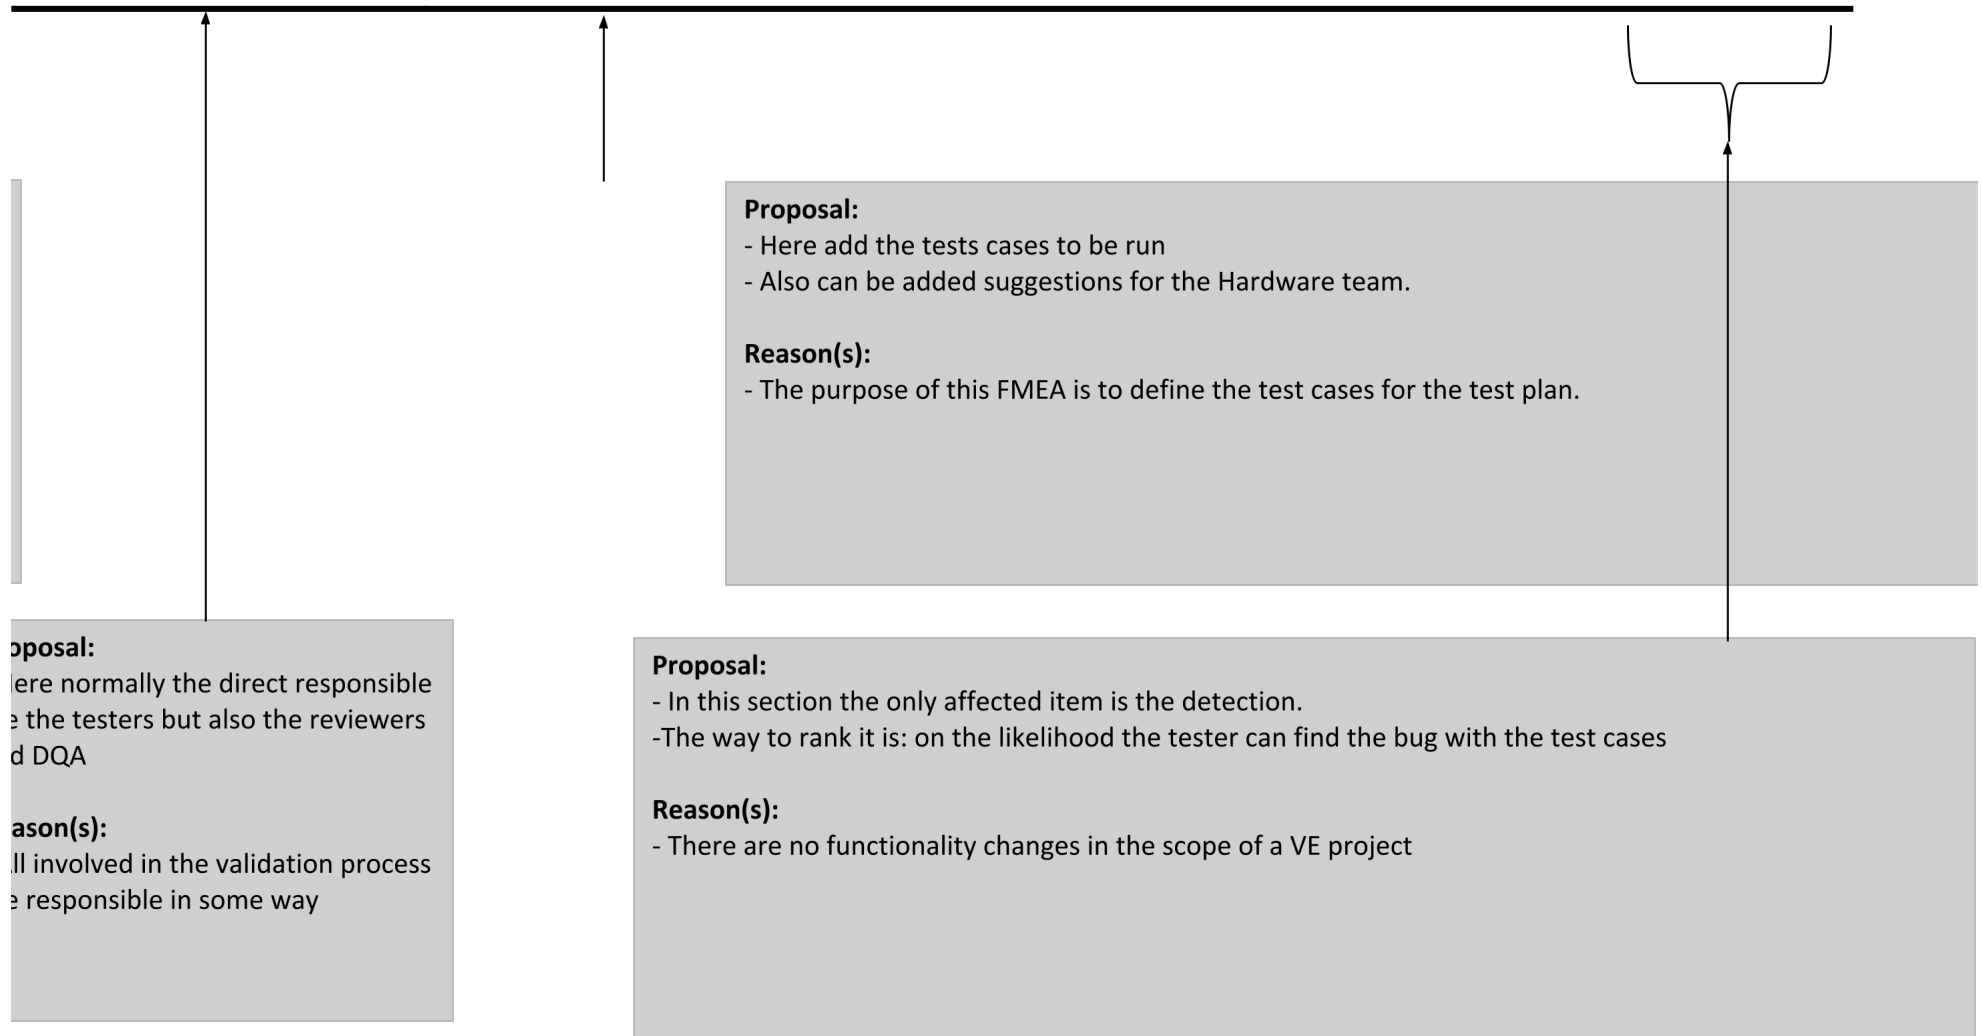 Proposal:
- Here add the tests cases to be run
- Also can be added suggestions for the Hardware team.
Reason(s):
- The purpose of this FMEA is to define the test cases for the test plan.
oposal:
normally the direct responsible
the testers but also the reviewers
DQA
ason(s):
involved in the validation process
responsible in some way
Proposal:
- In this section the only affected item is the detection.
-The way to rank it is: on the likelihood the tester can find the bug with the test cases
Reason(s):
- There are no functionality changes in the scope of a VE project